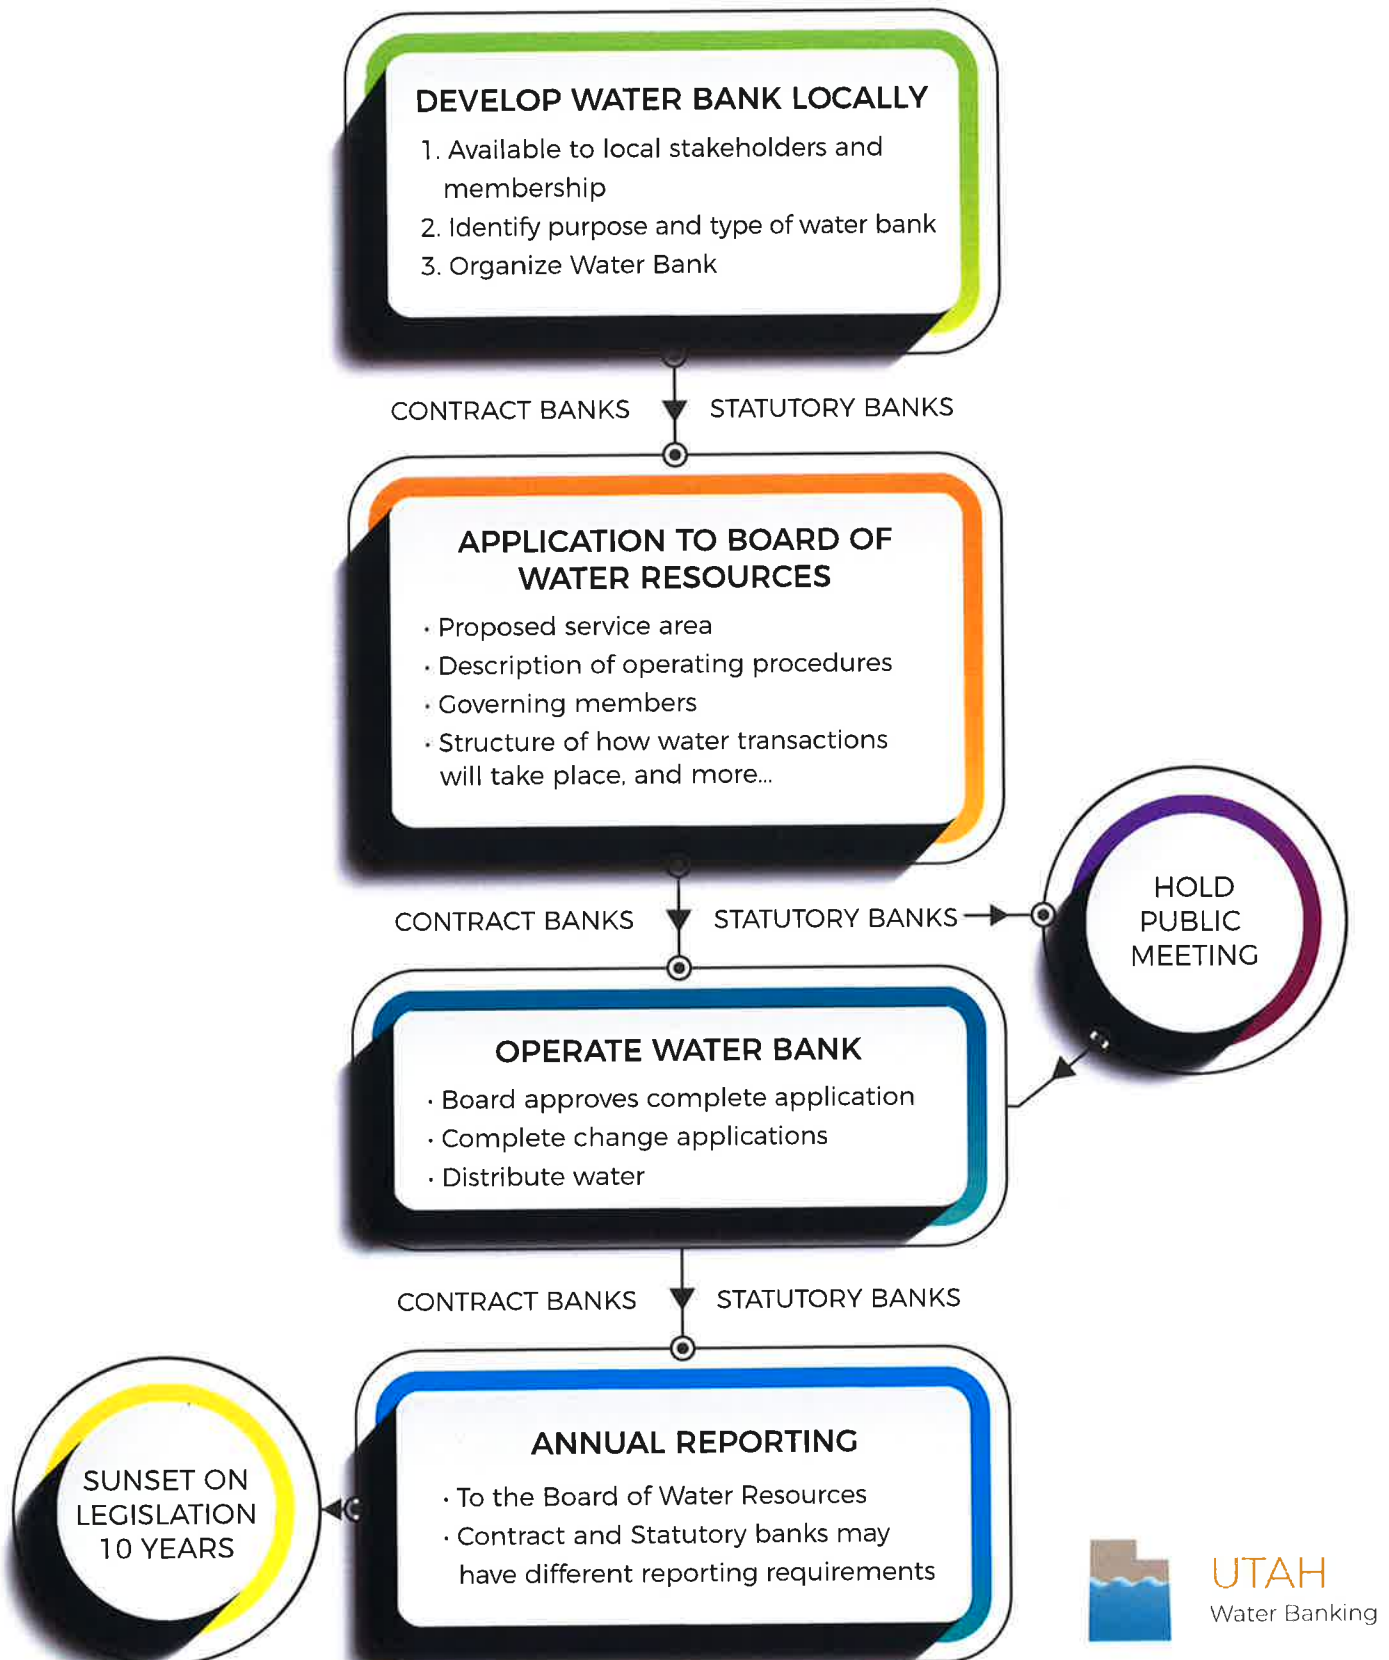 DEVELOP WATER BANK LOCALLY
1. Available to local stakeholders and
membership
2. Identify purpose and type of water bank
3. Organize Water Bank
CONTRACT BANKS
STATUTORY BANKS
APPLICATION TO BOARD OF
WATER RESOURCES
· Proposed service area
· Description of operating procedures
· Governing members
· Structure of how water transactions
will take place, and more...
CONTRACT BANKS
STATUTORY BANKS
HOLD
PUBLIC
MEETING
OPERATE WATER BANK
· Board approves complete application
· Complete change applications
· Distribute water
CONTRACT BANKS
STATUTORY BANKS
ANNUAL REPORTING
· To the Board of Water Resources
· Contract and Statutory banks may
have different reporting requirements
SUNSET ON
LEGISLATION
10 YEARS
UTAH
Water Banking